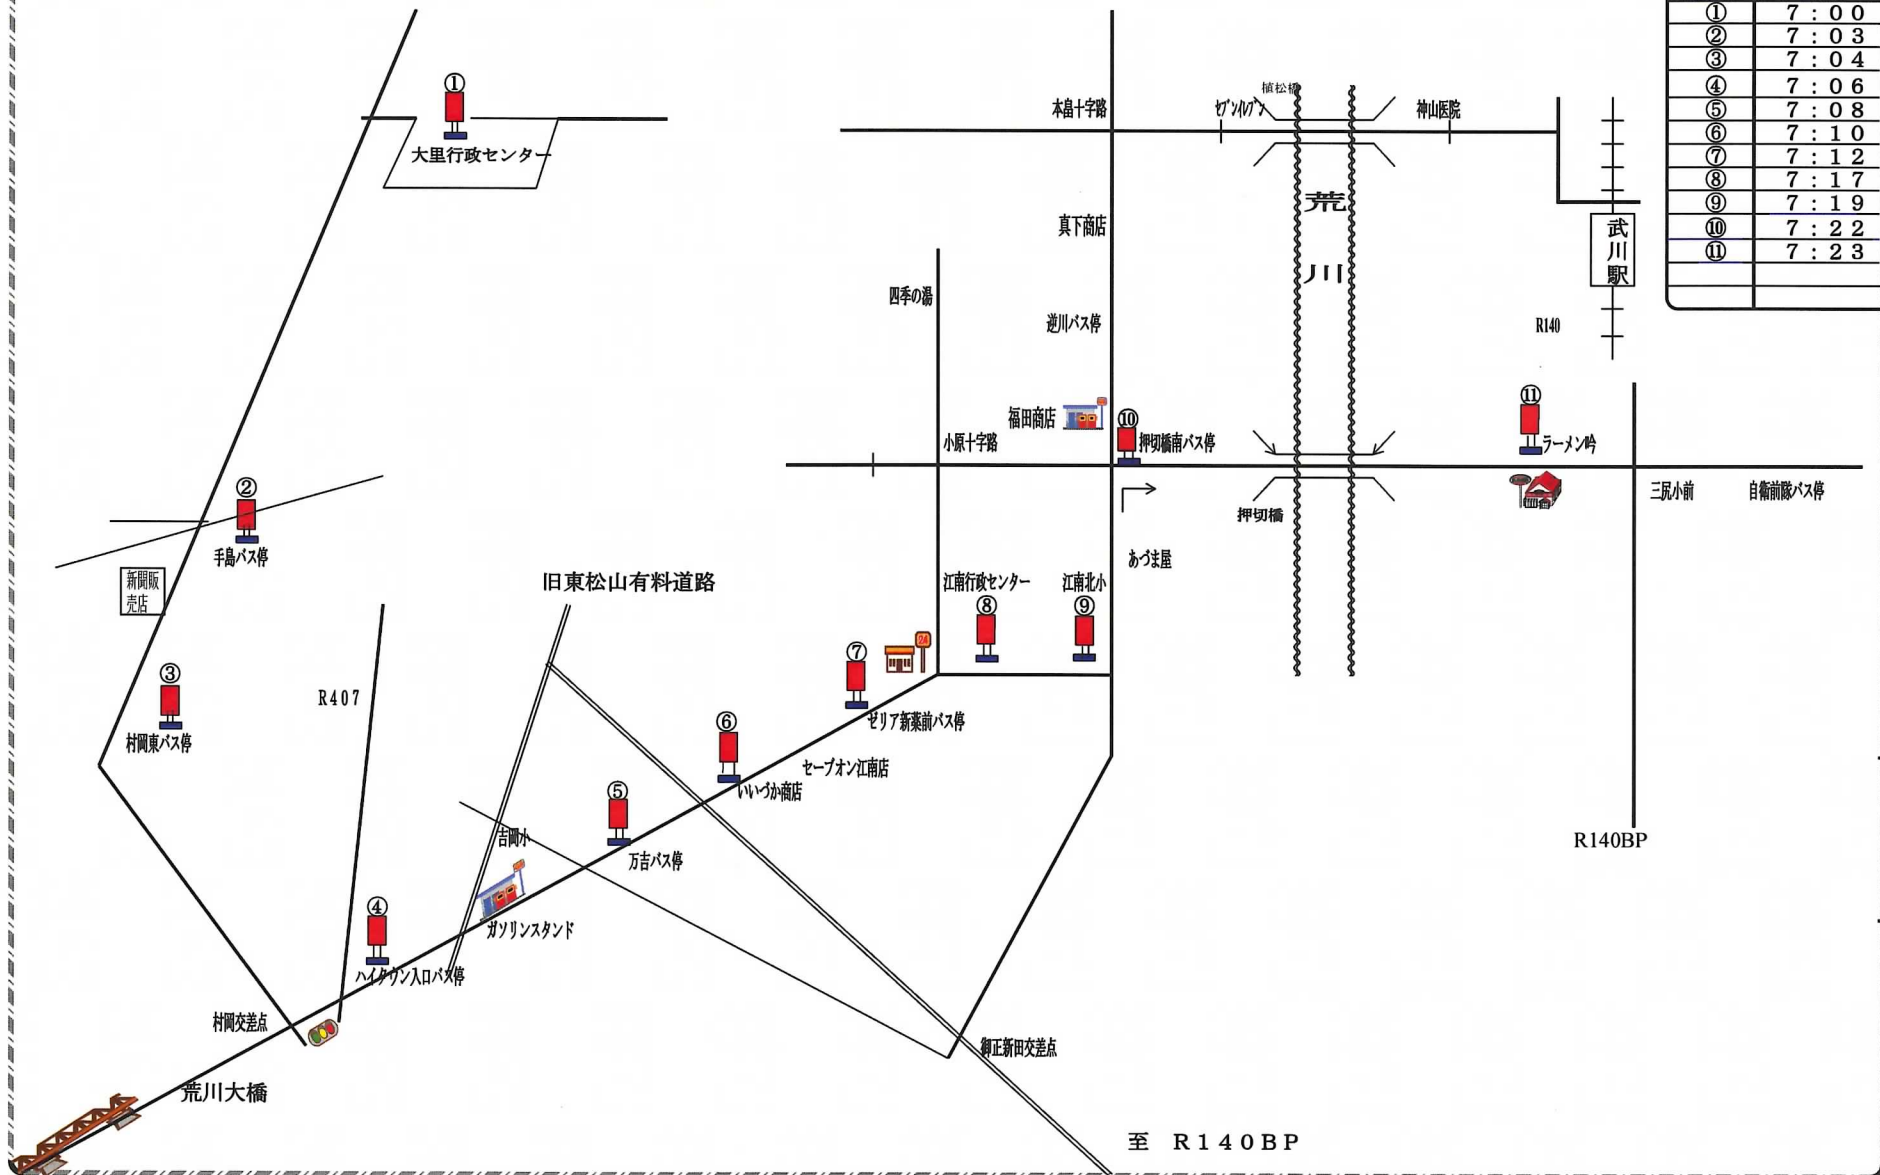 ① 7:00
② 7:03
③ 7:04
④ 7:06
⑤ 7:08
⑥ 7:10
⑦ 7:12
⑧ 7:17
⑨ 7:19
⑩ 7:22
⑪ 7:23
①
大里行政センター
本畠十字路
セブンイレブン
植松橋
神山医院
荒川
武川駅
真下商店
四季の湯
逆川バス停
R140
福田商店
⑩
押切橋南バス停
小原十字路
⑪
ラーメン吟
三尻小前
自衛前隊バス停
押切橋
あづま屋
②
手島バス停
新聞販
売店
旧東松山有料道路
江南行政センター
⑧
江南北小
⑨
③
村岡東バス停
R407
⑦
24
ゼリア新薬前バス停
⑥
セーブオン江南店
いいづか商店
⑤
吉岡小
万吉バス停
R140BP
④
ガソリンスタンド
ハイタウン入口バス停
村岡交差点
御正新田交差点
荒川大橋
至 R140BP